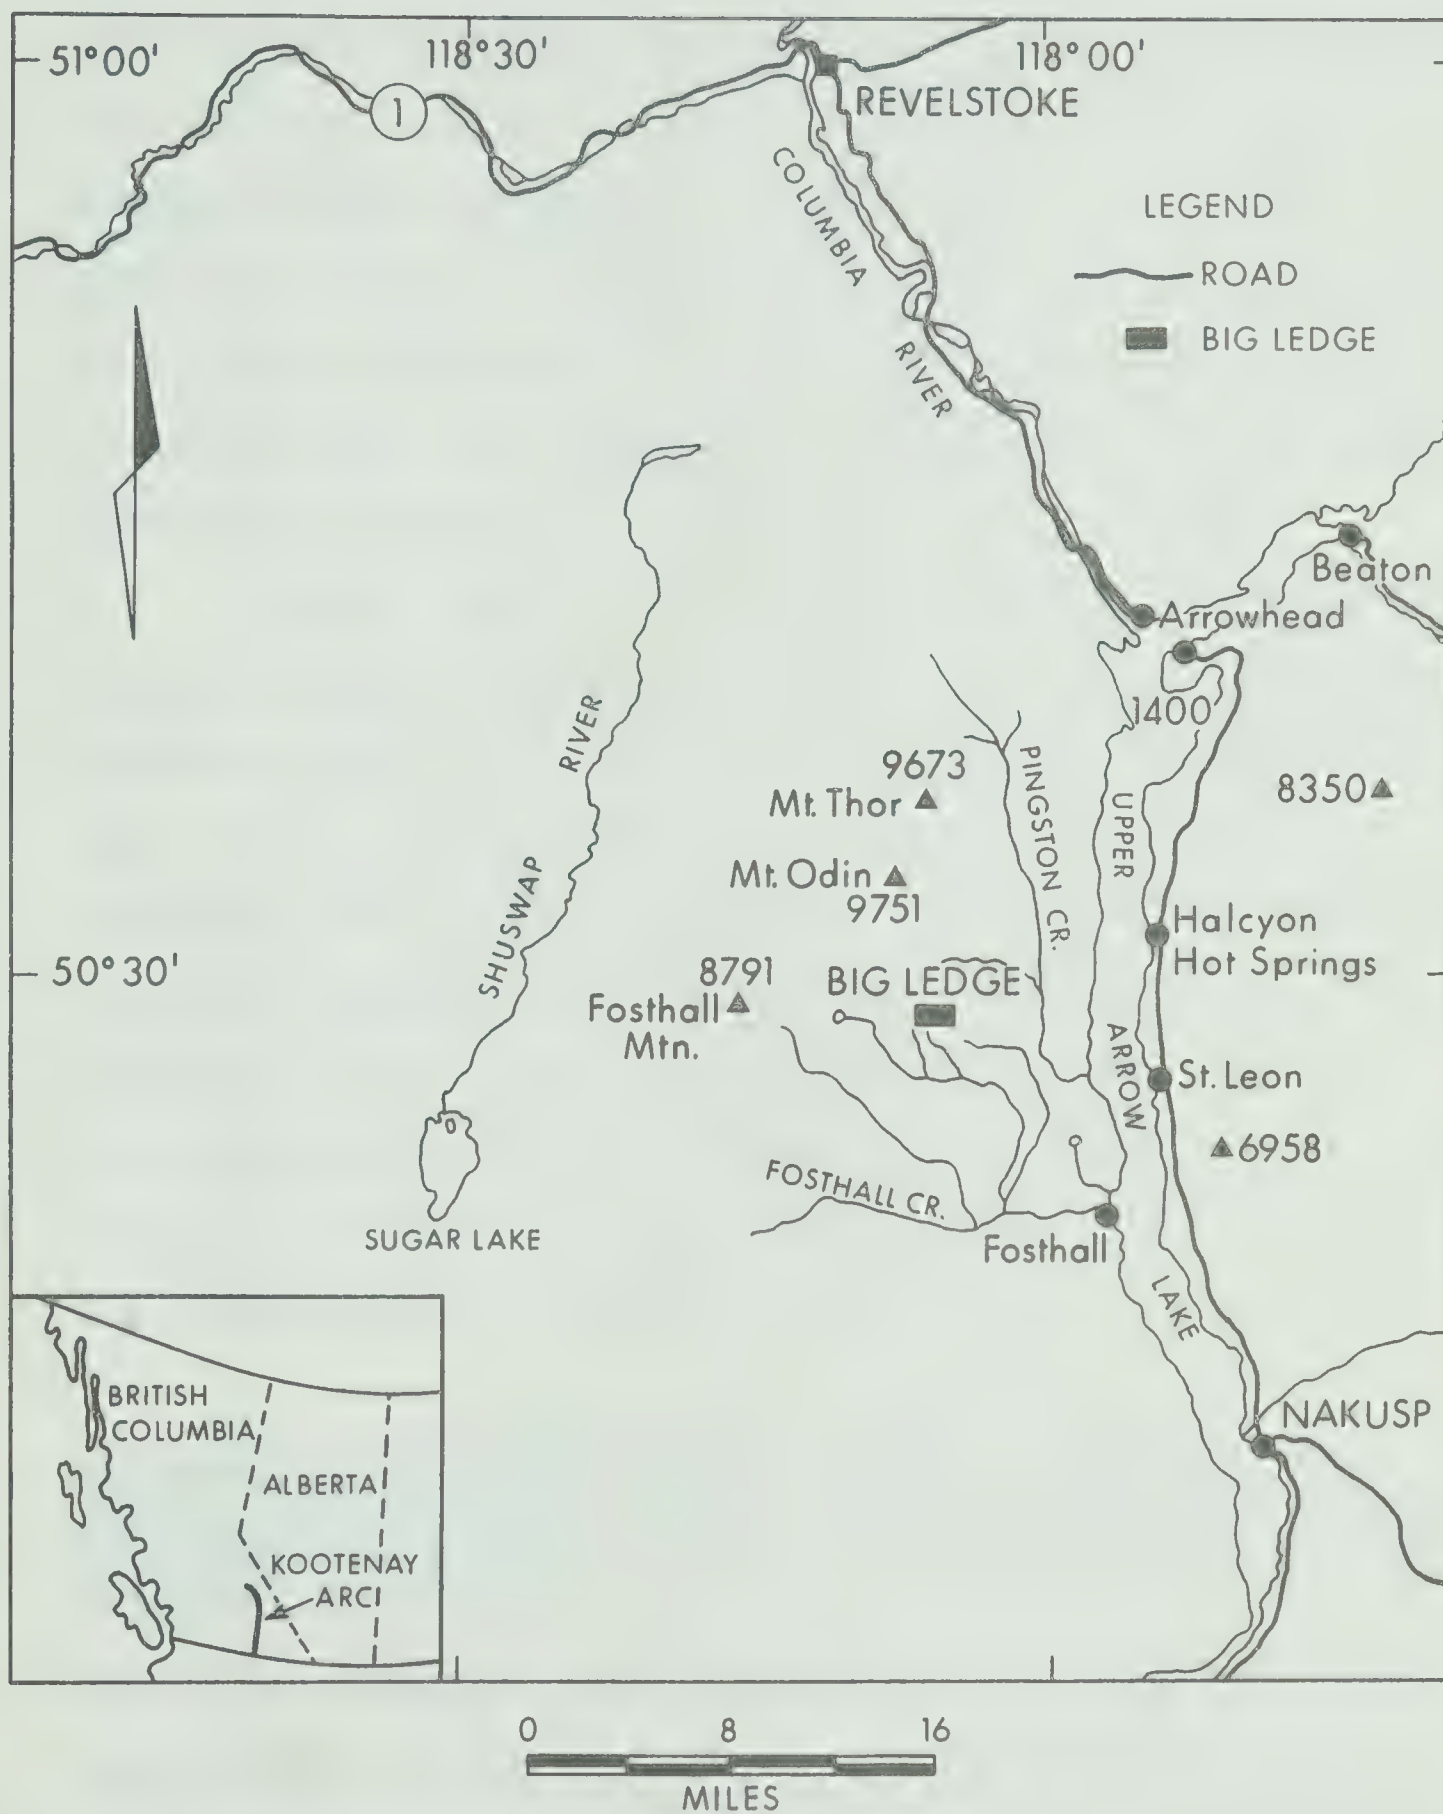 51°00'
118°30'
118°00'
1
REVELSTOKE
COLUMBIA
RIVER
LEGEND
ROAD
BIG LEDGE
Beaton
Arrowhead
1400
RIVER
SHUSWAP
9673
Mt. Thor
Mt. Odin
9751
PINGSTON CR.
UPPER
8350
Halcyon
Hot Springs
50°30'
8791
Fosthall
Mtn.
BIG LEDGE
ARROW
St. Leon
6958
FOSTHALL CR.
Fosthall
SUGAR LAKE
LAKE
NAKUSP
BRITISH
COLUMBIA
ALBERTA
KOOTENAY
ARC
0 8 16
MILES